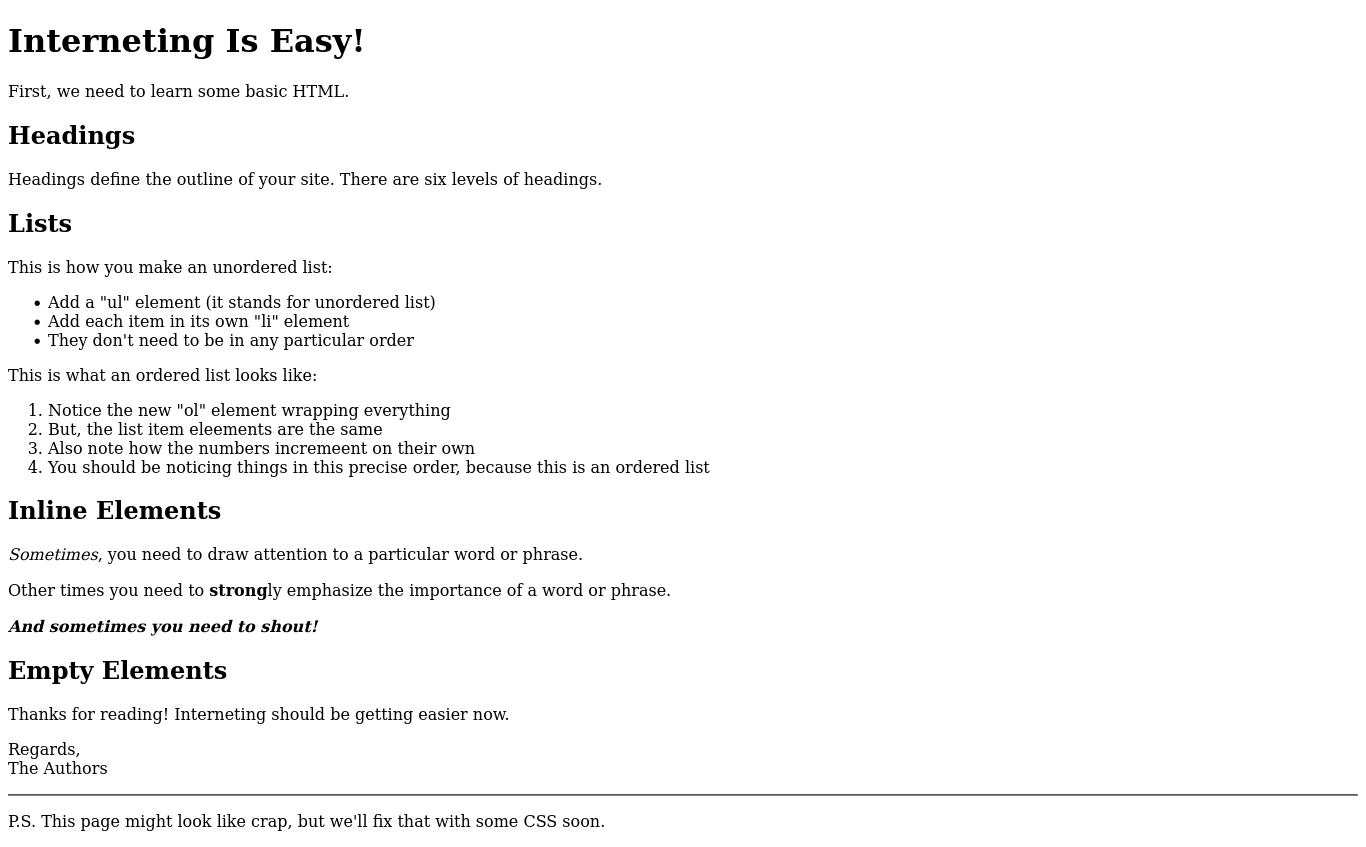 Interneting Is Easy!
First, we need to learn some basic HTML.
Headings
Headings define the outline of your site. There are six levels of headings.
Lists
This is how you make an unordered list:
• Add a "ul" element (it stands for unordered list)
• Add each item in its own "li" element
• They don't need to be in any particular order
This is what an ordered list looks like:
1. Notice the new "ol" element wrapping everything
2. But, the list item eleements are the same
3. Also note how the numbers incremeent on their own
4. You should be noticing things in this precise order, because this is an ordered list
Inline Elements
Sometimes, you need to draw attention to a particular word or phrase.
Other times you need to strongly emphasize the importance of a word or phrase.
And sometimes you need to shout!
Empty Elements
Thanks for reading! Interneting should be getting easier now.
Regards,
The Authors
P.S. This page might look like crap, but we'll fix that with some CSS soon.